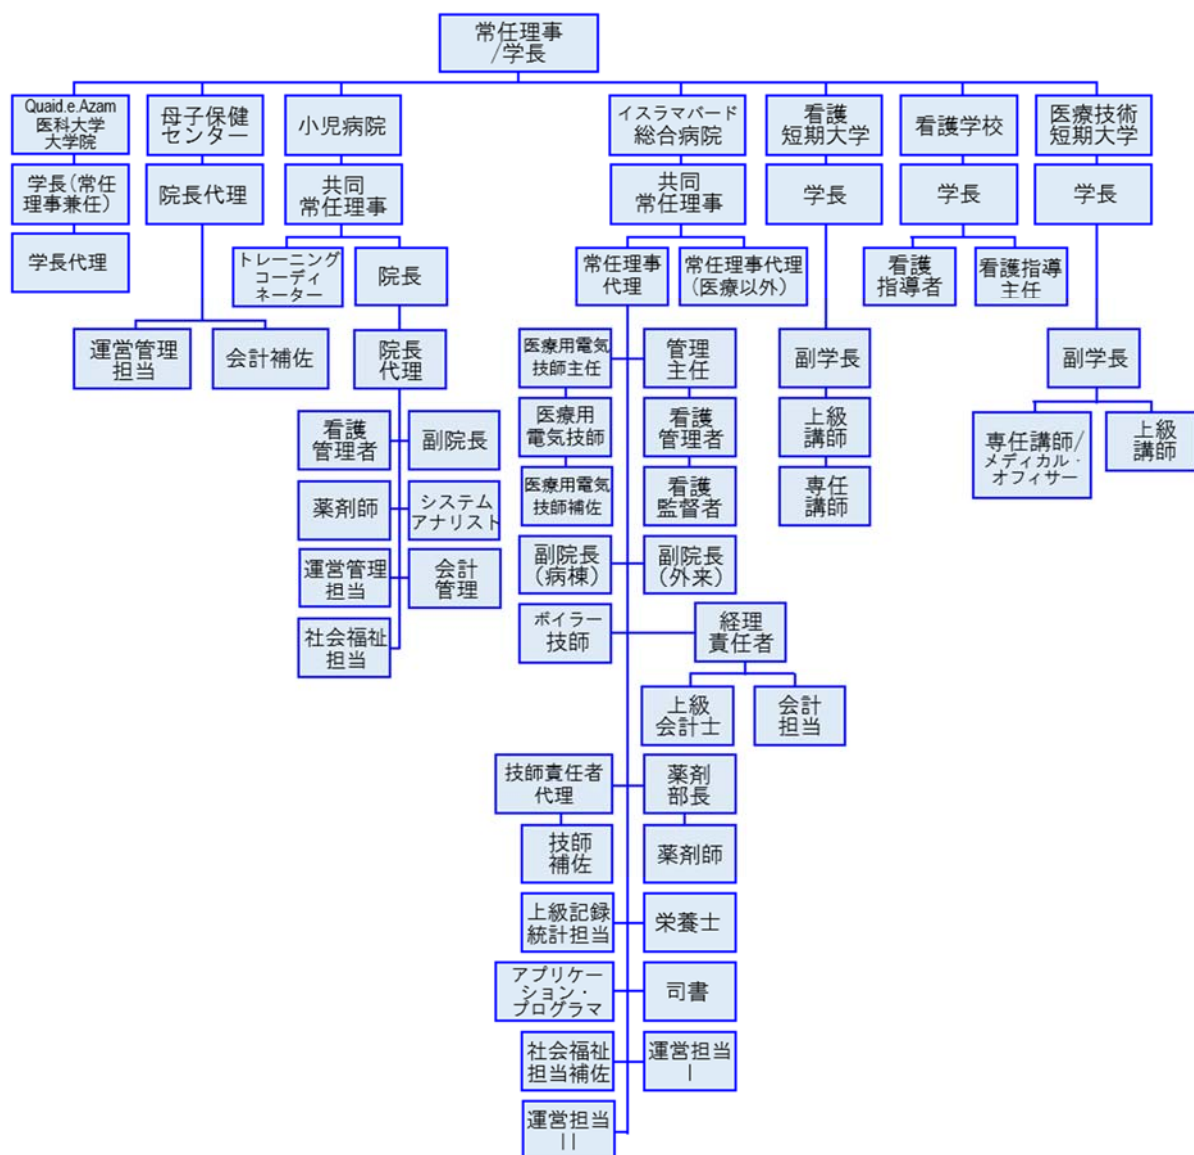 常任理事
/学長
Quaid.e.Azam
医科大学
大学院
母子保健
センター
小児病院
イスラマバード
総合病院
看護
短期大学
看護学校
医療技術
短期大学
学長(常任
理事兼任)
院長代理
共同
常任理事
共同
常任理事
学長
学長
学長
学長代理
トレーニング
コーディ
ネーター
院長
常任理事
代理
常任理事代理
(医療以外)
看護
指導者
看護指導
主任
運営管理
担当
会計補佐
院長
代理
医療用電気
技師主任
管理
主任
副学長
副学長
看護
管理者
副院長
医療用
電気技師
看護
管理者
上級
講師
専任講師/
メディカル・
オフィサー
上級
講師
薬剤師
システム
アナリスト
医療用電気
技師補佐
看護
監督者
専任
講師
運営管理
担当
会計
管理
副院長
(病棟)
副院長
(外来)
社会福祉
担当
ボイラー
技師
経理
責任者
上級
会計士
会計
担当
技師責任者
代理
薬剤
部長
技師
補佐
薬剤師
上級記録
統計担当
栄養士
アプリケー
ション・
プログラマ
司書
社会福祉
担当補佐
運営担当
I
運営担当
II